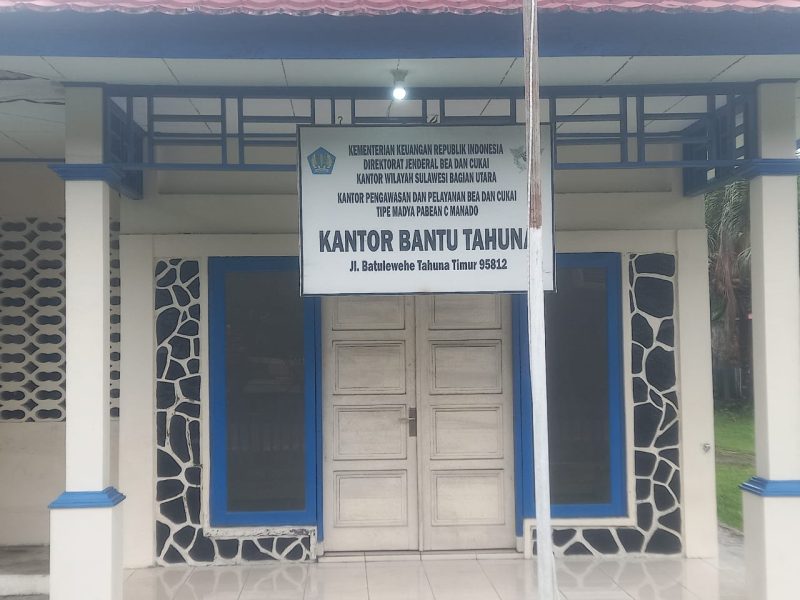 KEMENTERIAN KEUANGAN REPUBLIK INDONESIA
DIREKTORAT JENDERAL BEA DAN CUKAI
KANTOR WILAYAH SULAWESI BAGIAN UTARA
KANTOR PENGAWASAN DAN PELAYANAN BEA DAN CUKAI
TIPE MADYA PABEAN C MANADO
KANTOR BANTU TAHUNA
Jl. Batulewehe Tahuna Timur 95812